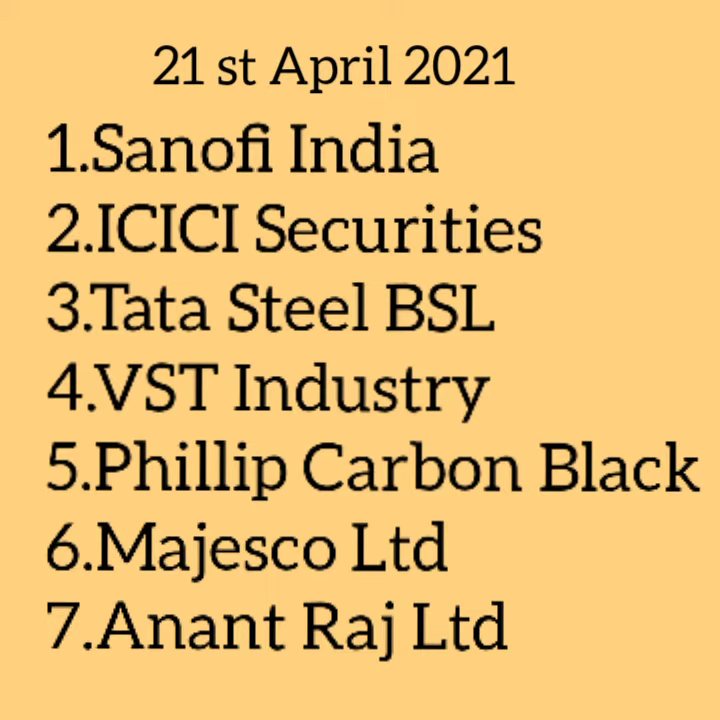 21 st April 2021
1.Sanofi India
2.ICICI Securities
3.Tata Steel BSL
4.VST Industry
5.Phillip Carbon Black
6.Majesco Ltd
7.Anant Raj Ltd